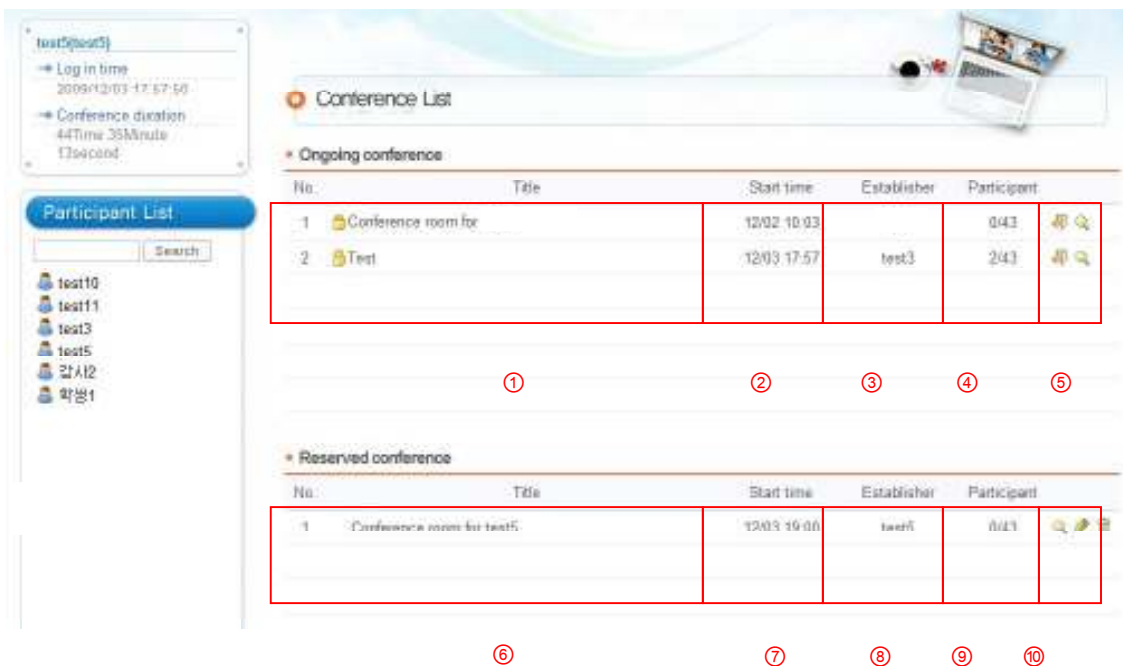 test5(test5)
Log in time
2009/12/03 17:57:50
Conference duration
44Time 35Minute
13second
Participant List
Search
test10
test11
test3
test5
강사2
학생1
Conference List
Ongoing conference
No. Title Start time Establisher Participant
1 Conference room for 12/02 10:03 0/43
2 Test 12/03 17:57 test3 2/43
① ② ③ ④ ⑤
Reserved conference
No. Title Start time Establisher Participant
1 Conference room for test5 12/03 19:00 test5 0/43
⑥ ⑦ ⑧ ⑨ ⑩